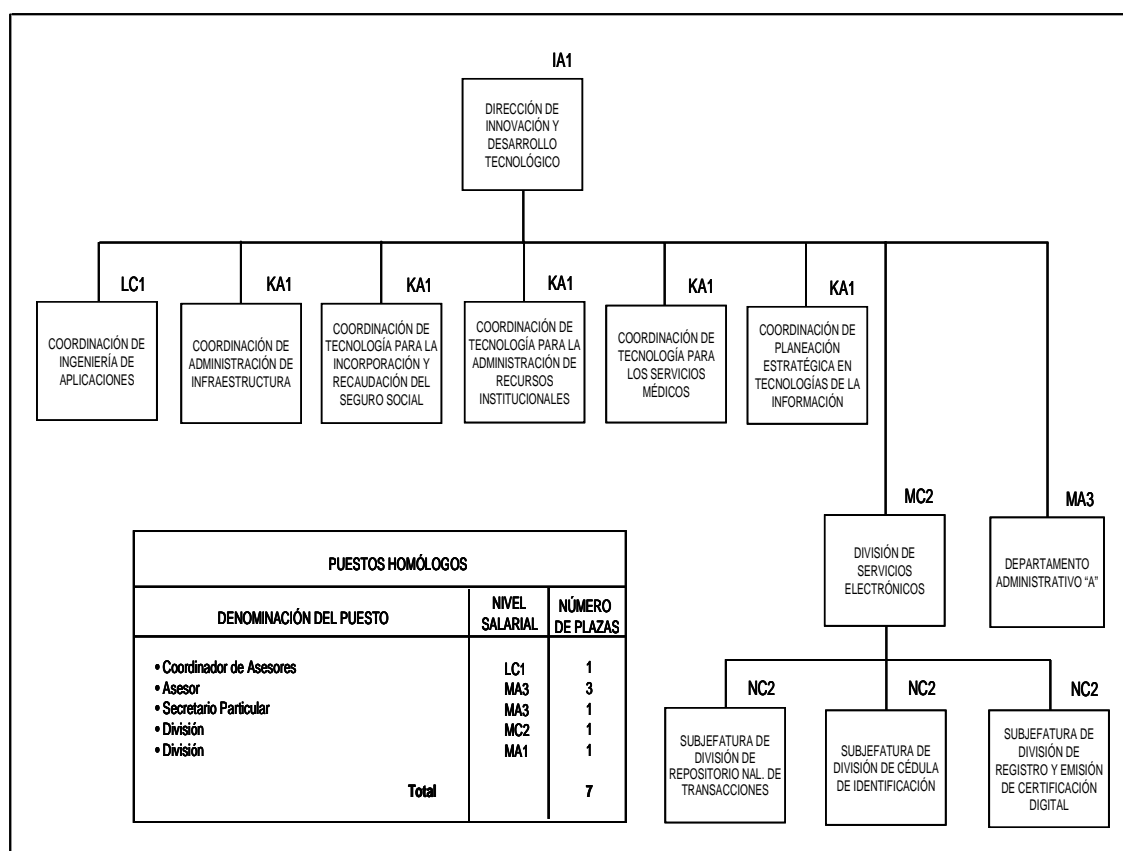 IA1
DIRECCIÓN DE
INNOVACIÓN Y
DESARROLLO
TECNOLÓGICO
LC1
COORDINACIÓN DE
INGENIERÍA DE
APLICACIONES
KA1
COORDINACIÓN DE
ADMINISTRACIÓN DE
INFRAESTRUCTURA
KA1
COORDINACIÓN DE
TECNOLOGÍA PARA LA
INCORPORACIÓN Y
RECAUDACIÓN DEL
SEGURO SOCIAL
KA1
COORDINACIÓN DE
TECNOLOGÍA PARA LA
ADMINISTRACIÓN DE
RECURSOS
INSTITUCIONALES
KA1
COORDINACIÓN DE
TECNOLOGÍA PARA
LOS SERVICIOS
MÉDICOS
KA1
COORDINACIÓN DE
PLANEACIÓN
ESTRATÉGICA EN
TECNOLOGÍAS DE LA
INFORMACIÓN
MC2
DIVISIÓN DE
SERVICIOS
ELECTRÓNICOS
MA3
DEPARTAMENTO
ADMINISTRATIVO “A”
NC2
SUBJEFATURA DE
DIVISIÓN DE
REPOSITORIO NAL. DE
TRANSACCIONES
NC2
SUBJEFATURA DE
DIVISIÓN DE CÉDULA
DE IDENTIFICACIÓN
NC2
SUBJEFATURA DE
DIVISIÓN DE
REGISTRO Y EMISIÓN
DE CERTIFICACIÓN
DIGITAL
PUESTOS HOMÓLOGOS
DENOMINACIÓN DEL PUESTO
NIVEL
SALARIAL
NÚMERO
DE PLAZAS
• Coordinador de Asesores LC1 1
• Asesor MA3 3
• Secretario Particular MA3 1
• División MC2 1
• División MA1 1
Total 7